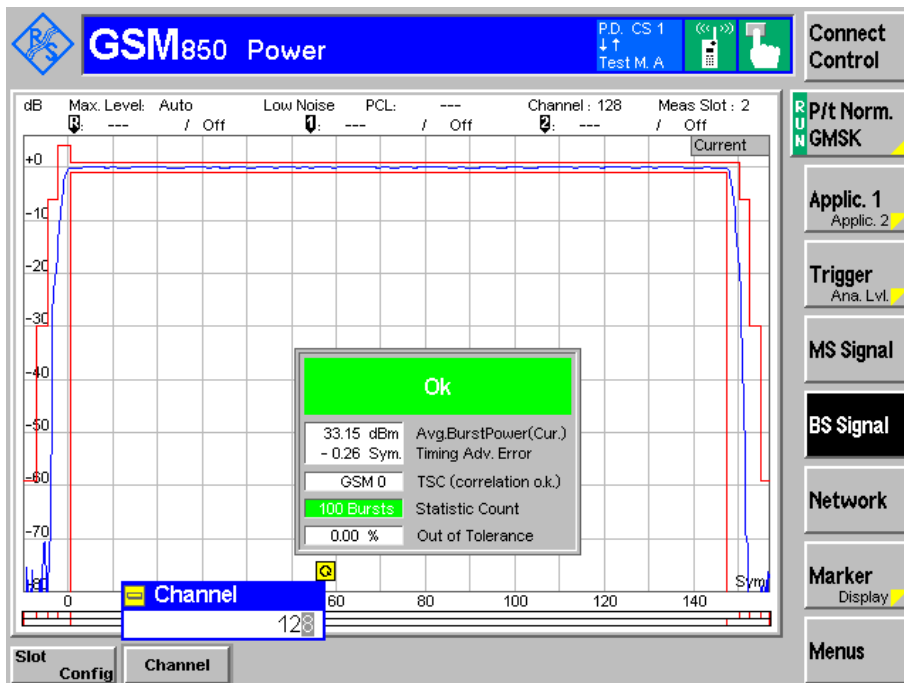 R&S
GSM850 Power
P.D. CS 1
Test M. A
Connect Control
dB Max. Level: Auto Low Noise PCL: --- Channel : 128 Meas Slot : 2
R: --- / Off 1: --- / Off 2: --- / Off
Current
RUN
P/t Norm.
GMSK
Applic. 1
Applic. 2
Trigger
Ana. Lvl.
MS Signal
BS Signal
Network
Marker
Display
Menus
+0
-10
-20
-30
-40
-50
-60
-70
-80
Ok
33.15 dBm Avg.BurstPower(Cur.)
- 0.26 Sym. Timing Adv. Error
GSM 0 TSC (correlation o.k.)
100 Bursts Statistic Count
0.00 % Out of Tolerance
Sym
0 60 80 100 120 140
Channel
128
Slot
Config
Channel